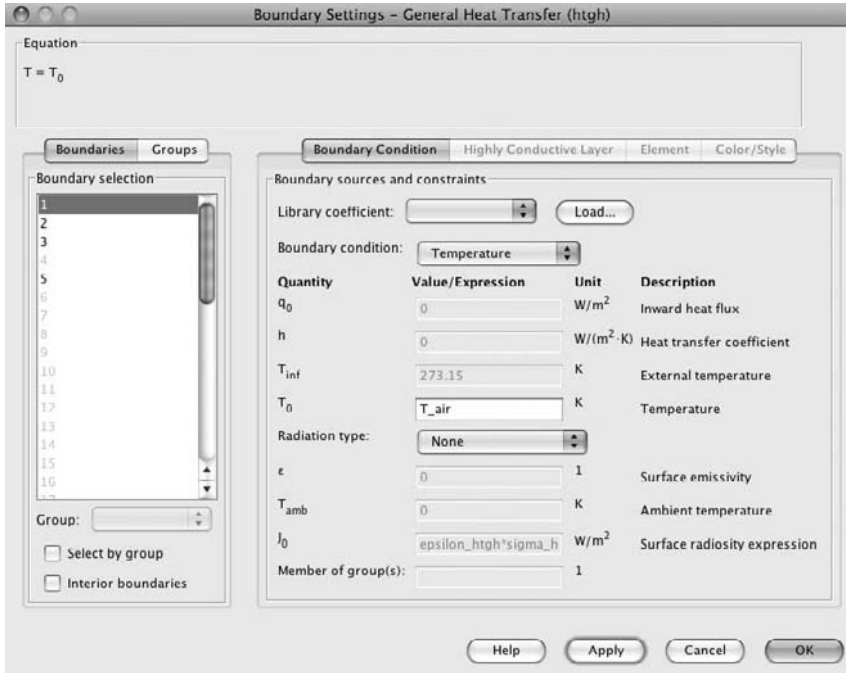 Boundary Settings – General Heat Transfer (htgh)
Equation
T = T₀
Boundaries Groups
Boundary selection
1
2
3
4
5
6
7
8
9
10
11
12
13
14
15
16
Group:
Select by group
Interior boundaries
Boundary Condition Highly Conductive Layer Element Color/Style
Boundary sources and constraints
Library coefficient: Load...
Boundary condition: Temperature
Quantity Value/Expression Unit Description
q₀ 0 W/m² Inward heat flux
h 0 W/(m²·K) Heat transfer coefficient
T_inf 273.15 K External temperature
T₀ T_air K Temperature
Radiation type: None
ε 0 1 Surface emissivity
T_amb 0 K Ambient temperature
J₀ epsilon_htgh*sigma_h W/m² Surface radiosity expression
Member of group(s): 1
Help Apply Cancel OK